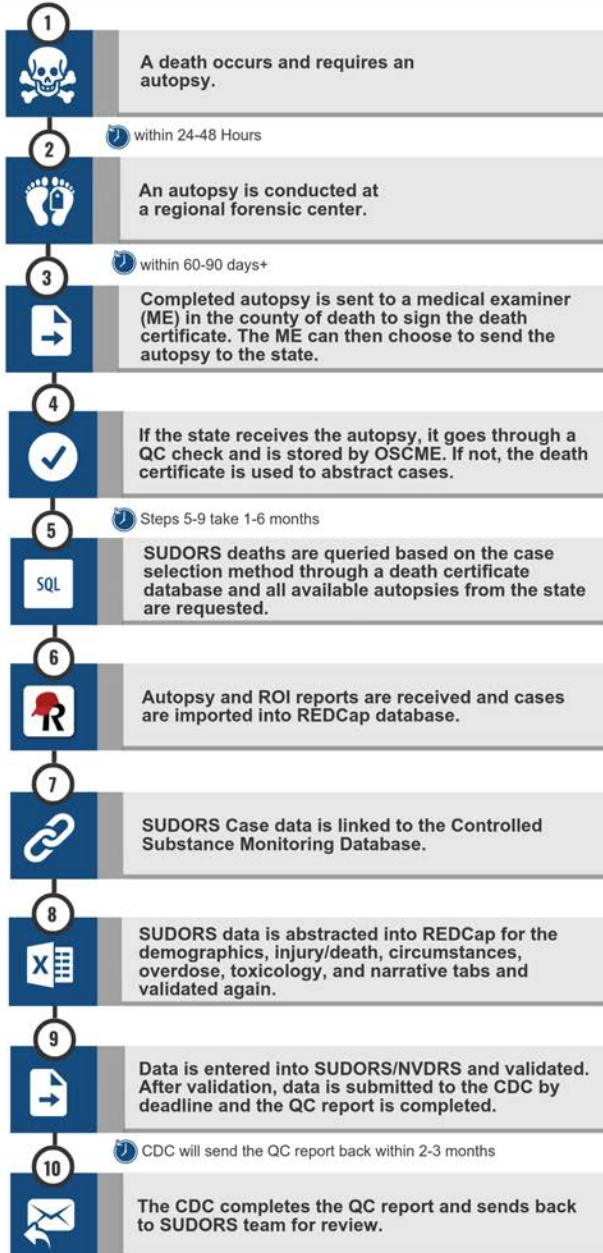 1
A death occurs and requires an
autopsy.
within 24-48 Hours
2
An autopsy is conducted at
a regional forensic center.
within 60-90 days+
3
Completed autopsy is sent to a medical examiner
(ME) in the county of death to sign the death
certificate. The ME can then choose to send the
autopsy to the state.
4
If the state receives the autopsy, it goes through a
QC check and is stored by OSCME. If not, the death
certificate is used to abstract cases.
Steps 5-9 take 1-6 months
5
SQL
SUDORS deaths are queried based on the case
selection method through a death certificate
database and all available autopsies from the state
are requested.
6
R
Autopsy and ROI reports are received and cases
are imported into REDCap database.
7
SUDORS Case data is linked to the Controlled
Substance Monitoring Database.
8
X
SUDORS data is abstracted into REDCap for the
demographics, injury/death, circumstances,
overdose, toxicology, and narrative tabs and
validated again.
9
Data is entered into SUDORS/NVDRS and validated.
After validation, data is submitted to the CDC by
deadline and the QC report is completed.
CDC will send the QC report back within 2-3 months
10
The CDC completes the QC report and sends back
to SUDORS team for review.